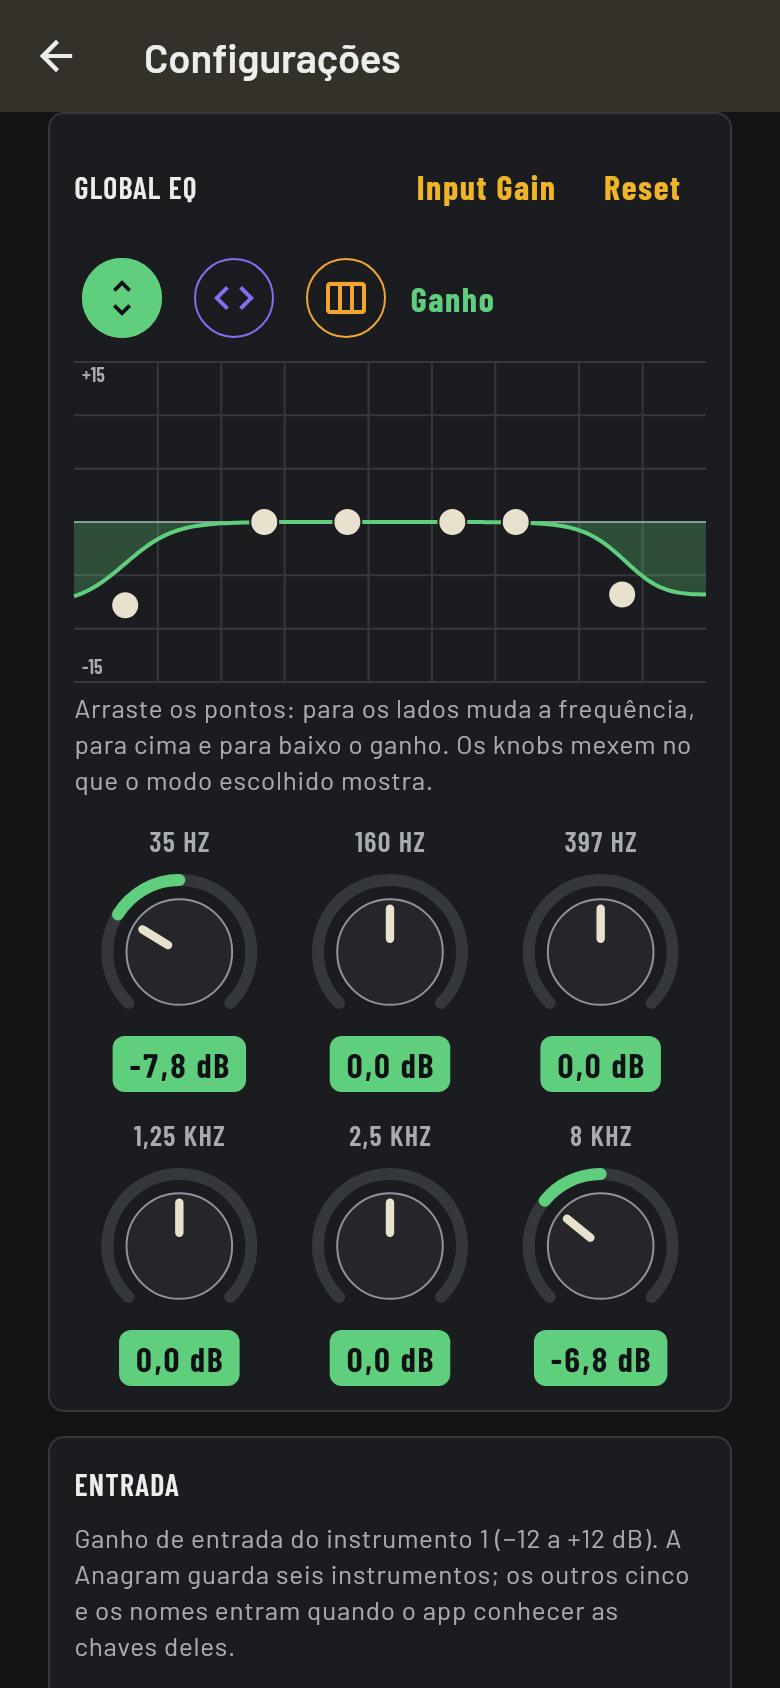 Configurações
GLOBAL EQ
Input Gain
Reset
Ganho
+15
-15
Arraste os pontos: para os lados muda a frequência,
para cima e para baixo o ganho. Os knobs mexem no
que o modo escolhido mostra.
35 HZ
160 HZ
397 HZ
-7,8 dB
0,0 dB
0,0 dB
1,25 KHZ
2,5 KHZ
8 KHZ
0,0 dB
0,0 dB
-6,8 dB
ENTRADA
Ganho de entrada do instrumento 1 (−12 a +12 dB). A
Anagram guarda seis instrumentos; os outros cinco
e os nomes entram quando o app conhecer as
chaves deles.